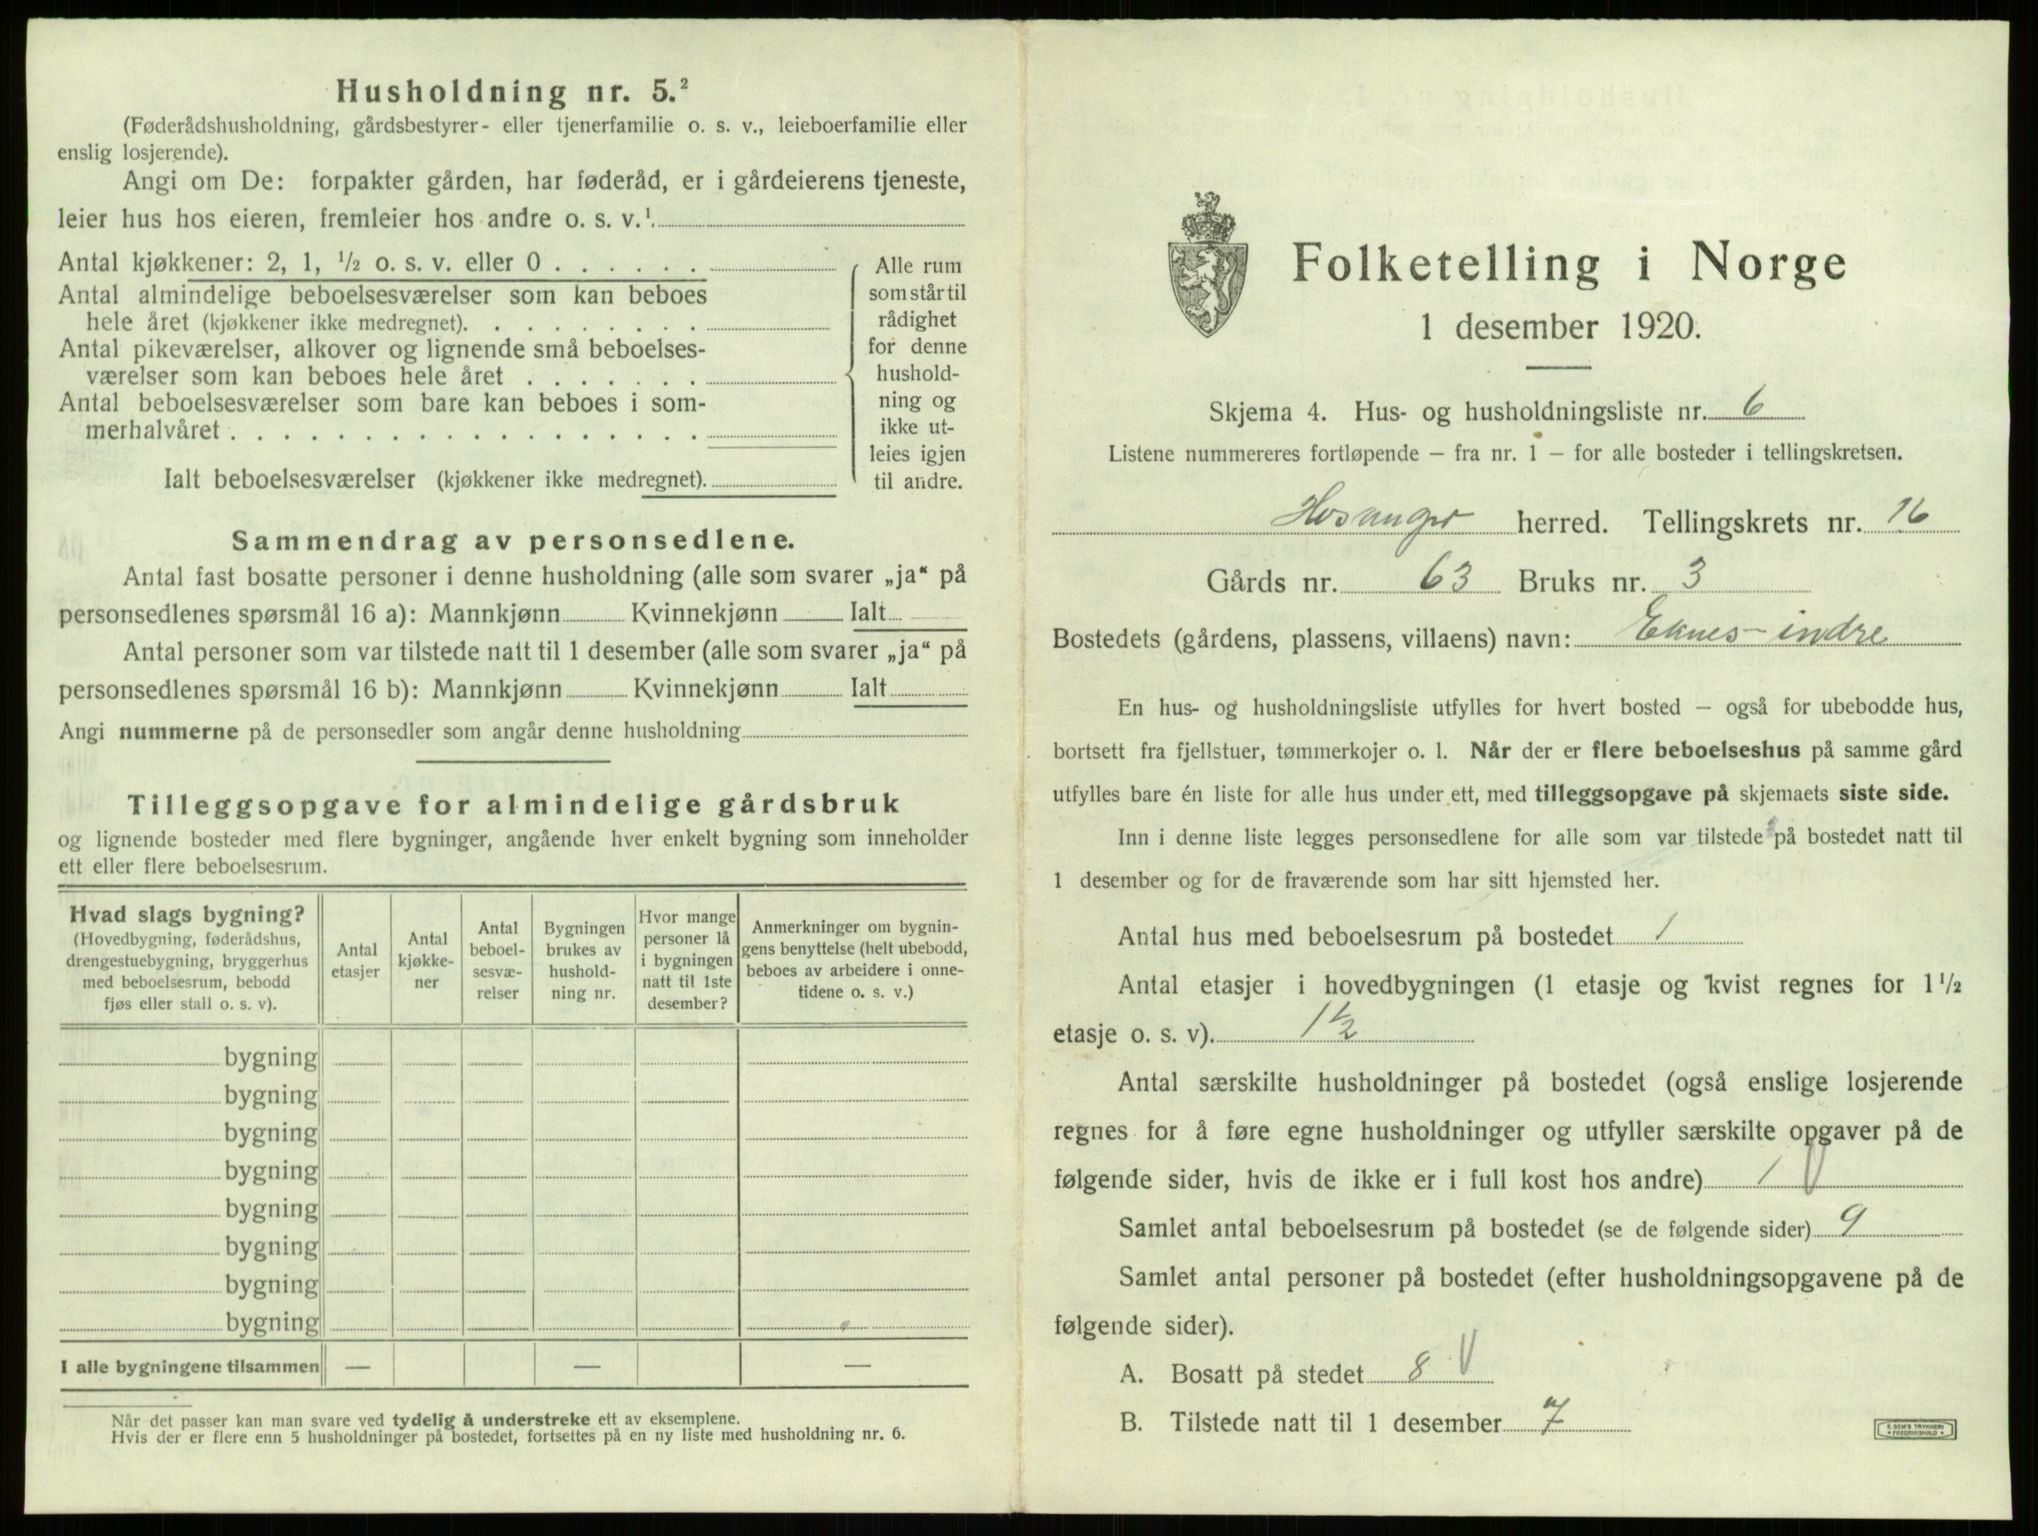 Husholdning nr. 5.²
(Føderådshusholdning, gårdsbestyrer- eller tjenerfamilie o. s. v., leieboerfamilie eller
enslig losjerende).
Angi om De: forpakter gården, har føderåd, er i gårdeierens tjeneste,
leier hus hos eieren, fremleier hos andre o. s. v.¹
Antal kjøkkener: 2, 1, ½ o. s. v. eller 0
Antal almindelige beboelsesværelser som kan beboes
hele året (kjøkkener ikke medregnet).
Antal pikeværelser, alkover og lignende små beboelses-
værelser som kan beboes hele året
Antal beboelsesværelser som bare kan beboes i som-
merhalvåret
Ialt beboelsesværelser (kjøkkener ikke medregnet).
Alle rum
som står til
rådighet
for denne
hushold-
ning og
ikke ut-
leies igjen
til andre.
Sammendrag av personsedlene.
Antal fast bosatte personer i denne husholdning (alle som svarer „ja“ på
personsedlenes spørsmål 16 a): Mannkjønn Kvinnekjønn Ialt
Antal personer som var tilstede natt til 1 desember (alle som svarer „ja“ på
personsedlenes spørsmål 16 b): Mannkjønn Kvinnekjønn Ialt
Angi nummerne på de personsedler som angår denne husholdning
Tilleggsopgave for almindelige gårdsbruk
og lignende bosteder med flere bygninger, angående hver enkelt bygning som inneholder
ett eller flere beboelsesrum.
Hvad slags bygning?
(Hovedbygning, føderådshus,
drengestuebygning, bryggerhus
med beboelsesrum, bebodd
fjøs eller stall o. s. v).
Antal
etasjer
Antal
kjøkke-
ner
Antal
beboel-
sesvæ-
relser
Bygningen
brukes av
hushold-
ning nr.
Hvor mange
personer lå
i bygningen
natt til 1ste
desember?
Anmerkninger om bygnin-
gens benyttelse (helt ubebodd,
beboes av arbeidere i onne-
tidene o. s. v.)
bygning
bygning
bygning
bygning
bygning
bygning
bygning
bygning
I alle bygningene tilsammen — — —
Når det passer kan man svare ved tydelig å understreke ett av eksemplene.
Hvis der er flere enn 5 husholdninger på bostedet, fortsettes på en ny liste med husholdning nr. 6.
Folketelling i Norge
1 desember 1920.
Skjema 4. Hus- og husholdningsliste nr. 6
Listene nummereres fortløpende – fra nr. 1 – for alle bosteder i tellingskretsen.
Hosanger herred. Tellingskrets nr. 16
Gårds nr. 63 Bruks nr. 3
Bostedets (gårdens, plassens, villaens) navn: Eknes-indre
En hus- og husholdningsliste utfylles for hvert bosted – også for ubebodde hus,
bortsett fra fjellstuer, tømmerkojer o. l. Når der er flere beboelseshus på samme gård
utfylles bare én liste for alle hus under ett, med tilleggsopgave på skjemaets siste side.
Inn i denne liste legges personsedlene for alle som var tilstede på bostedet natt til
1 desember og for de fraværende som har sitt hjemsted her.
Antal hus med beboelsesrum på bostedet 1
Antal etasjer i hovedbygningen (1 etasje og kvist regnes for 1½
etasje o. s. v). 1½
Antal særskilte husholdninger på bostedet (også enslige losjerende
regnes for å føre egne husholdninger og utfyller særskilte opgaver på de
følgende sider, hvis de ikke er i full kost hos andre) 1 V
Samlet antal beboelsesrum på bostedet (se de følgende sider) 9
Samlet antal personer på bostedet (efter husholdningsopgavene på de
følgende sider).
A. Bosatt på stedet 8 V
B. Tilstede natt til 1 desember 7
E. SEM'S TRYKKERI
FREDRIKSHALD